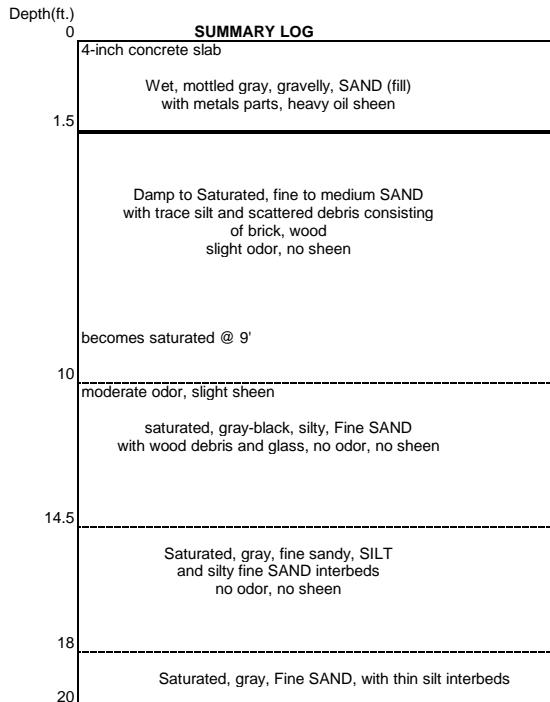 Depth(ft.)
0
SUMMARY LOG
4-inch concrete slab
Wet, mottled gray, gravelly, SAND (fill)
with metals parts, heavy oil sheen
1.5
Damp to Saturated, fine to medium SAND
with trace silt and scattered debris consisting
of brick, wood
slight odor, no sheen
becomes saturated @ 9'
10
moderate odor, slight sheen
saturated, gray-black, silty, Fine SAND
with wood debris and glass, no odor, no sheen
14.5
Saturated, gray, fine sandy, SILT
and silty fine SAND interbeds
no odor, no sheen
18
Saturated, gray, Fine SAND, with thin silt interbeds
20